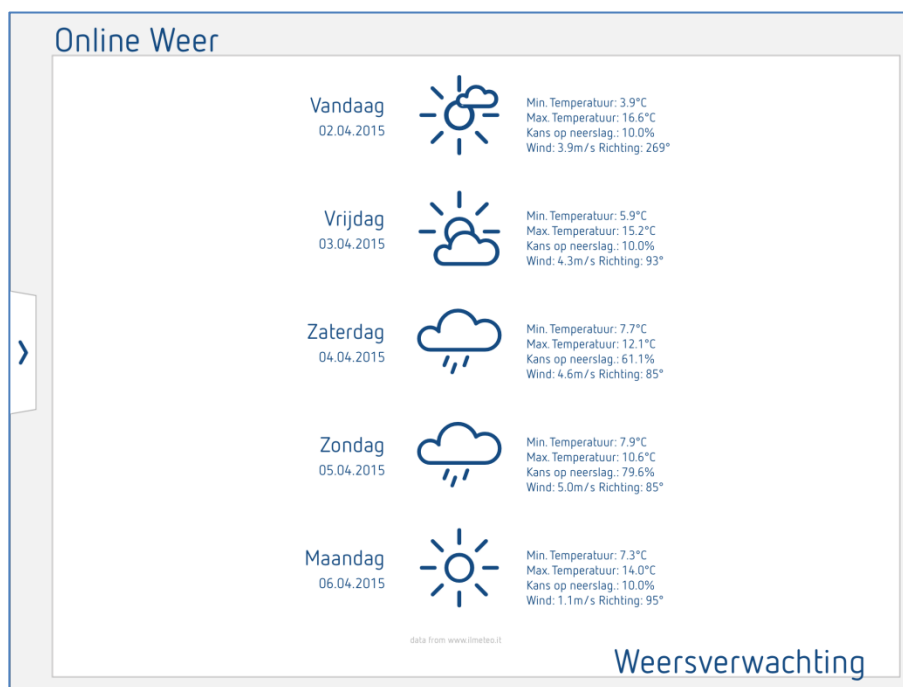 Online Weer
Vandaag
02.04.2015
Min. Temperatuur: 3.9°C
Max. Temperatuur: 16.6°C
Kans op neerslag.: 10.0%
Wind: 3.9m/s Richting: 269°
Vrijdag
03.04.2015
Min. Temperatuur: 5.9°C
Max. Temperatuur: 15.2°C
Kans op neerslag.: 10.0%
Wind: 4.3m/s Richting: 93°
Zaterdag
04.04.2015
Min. Temperatuur: 7.7°C
Max. Temperatuur: 12.1°C
Kans op neerslag.: 61.1%
Wind: 4.6m/s Richting: 85°
Zondag
05.04.2015
Min. Temperatuur: 7.9°C
Max. Temperatuur: 10.6°C
Kans op neerslag.: 79.6%
Wind: 5.0m/s Richting: 85°
Maandag
06.04.2015
Min. Temperatuur: 7.3°C
Max. Temperatuur: 14.0°C
Kans op neerslag.: 10.0%
Wind: 1.1m/s Richting: 95°
data from www.ilmeteo.it
Weersverwachting